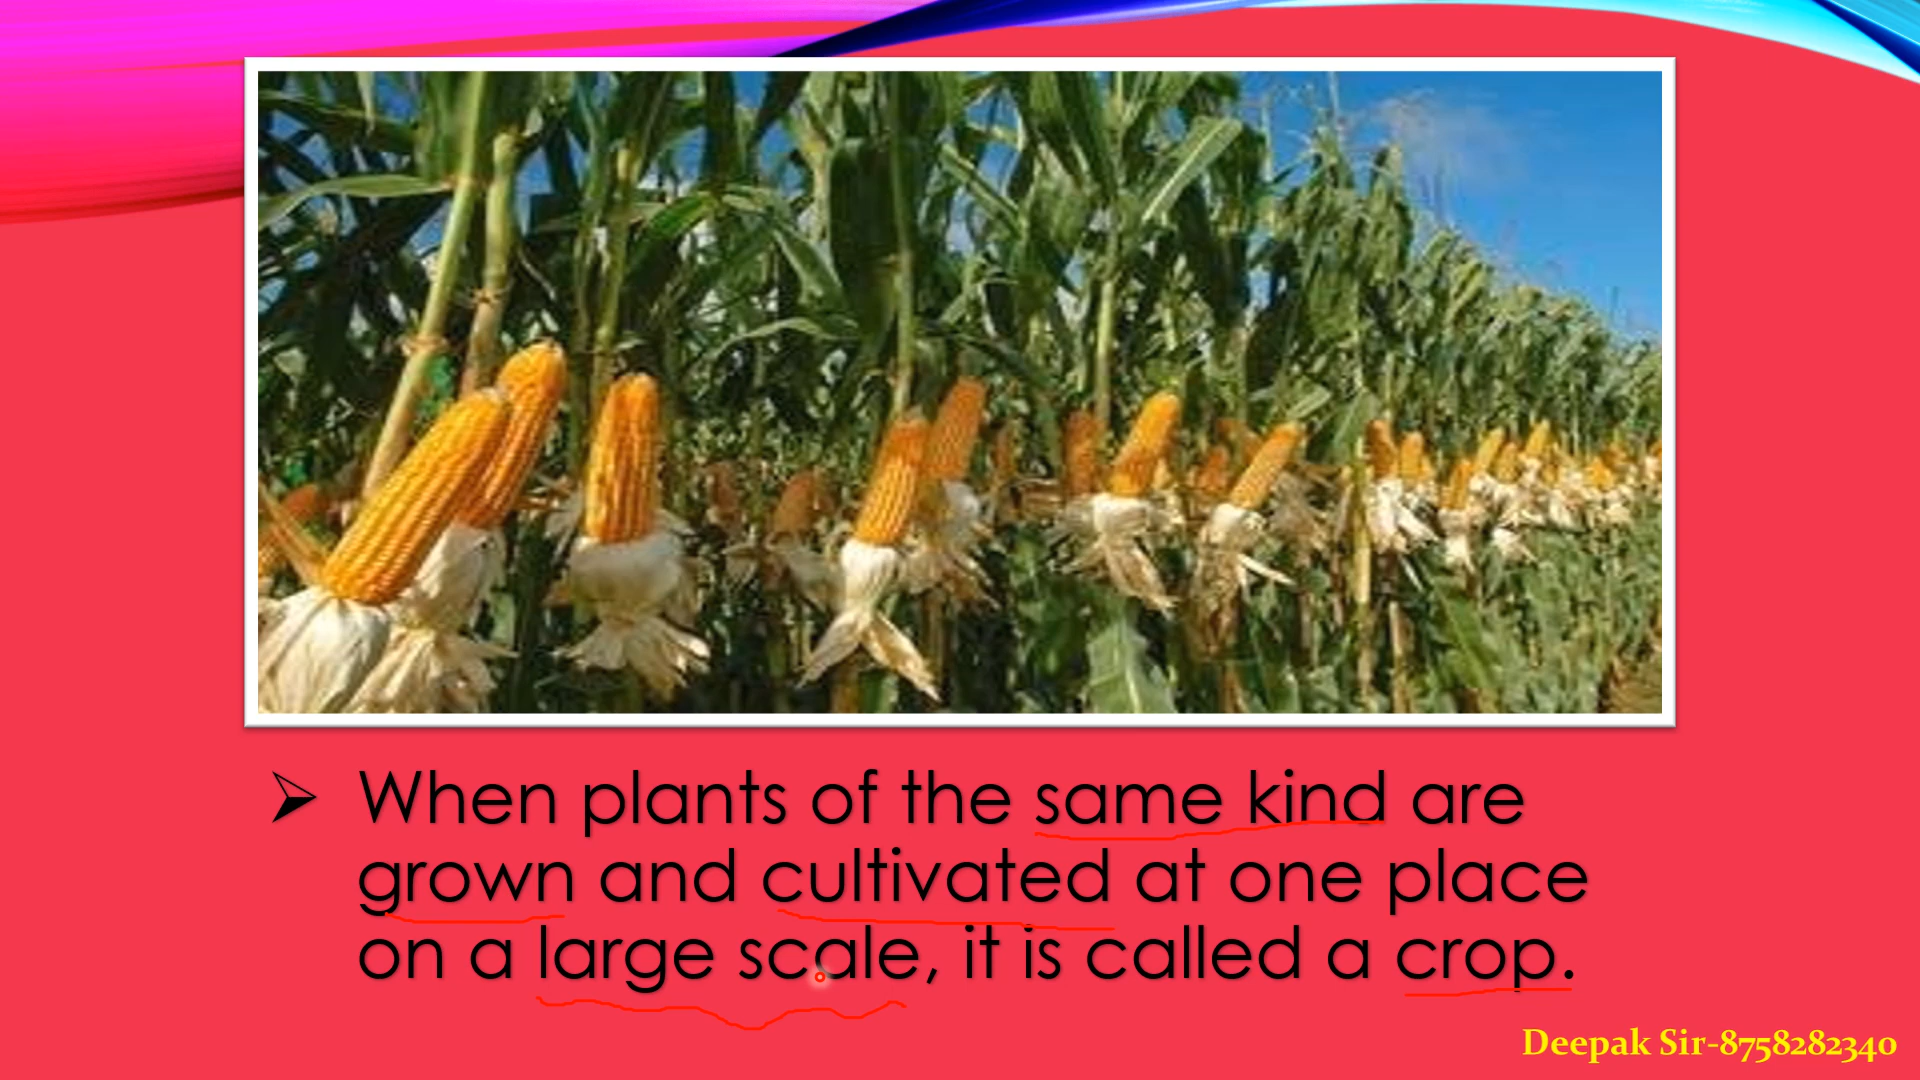 When plants of the same kind are
grown and cultivated at one place
on a large scale, it is called a crop.
Deepak Sir-8758282340